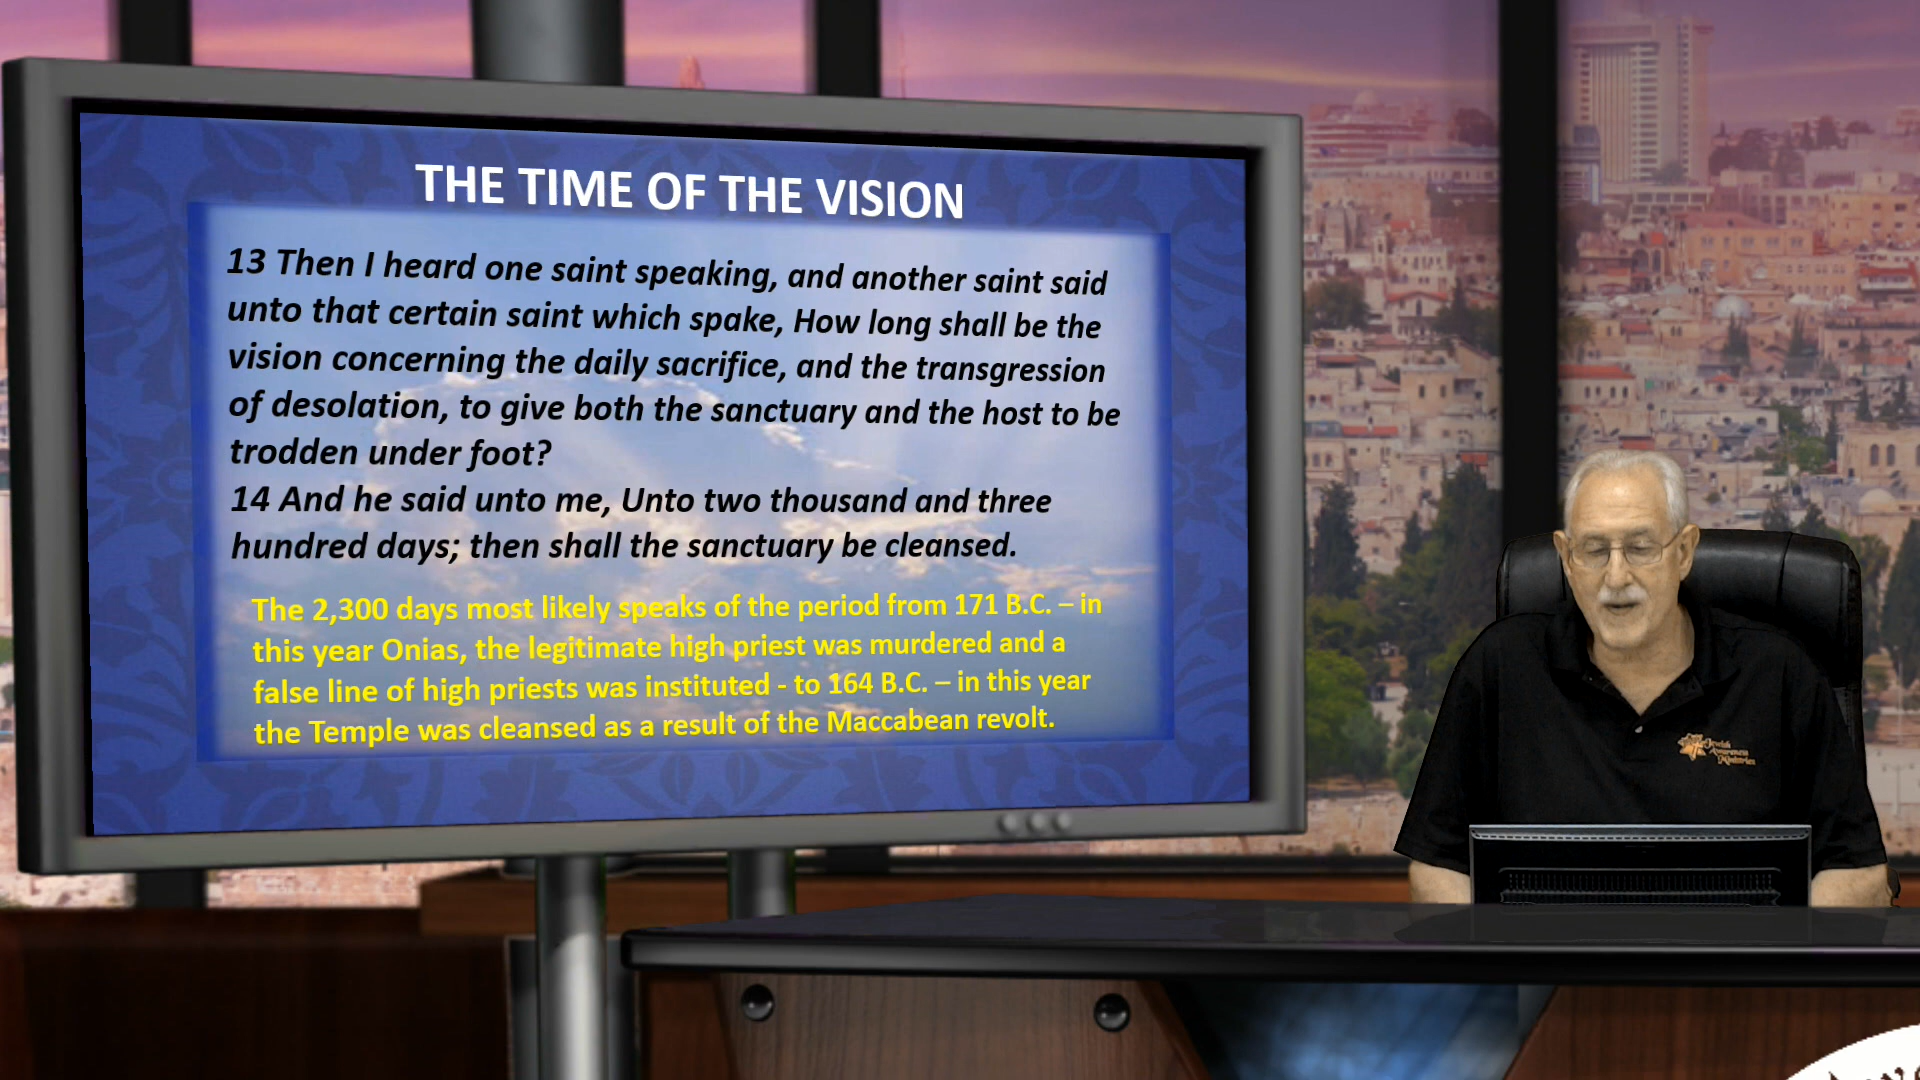 THE TIME OF THE VISION
13 Then I heard one saint speaking, and another saint said
unto that certain saint which spake, How long shall be the
vision concerning the daily sacrifice, and the transgression
of desolation, to give both the sanctuary and the host to be
trodden under foot?
14 And he said unto me, Unto two thousand and three
hundred days; then shall the sanctuary be cleansed.
The 2,300 days most likely speaks of the period from 171 B.C. – in
this year Onias, the legitimate high priest was murdered and a
false line of high priests was instituted - to 164 B.C. – in this year
the Temple was cleansed as a result of the Maccabean revolt.
Jewish
Awareness
Ministries